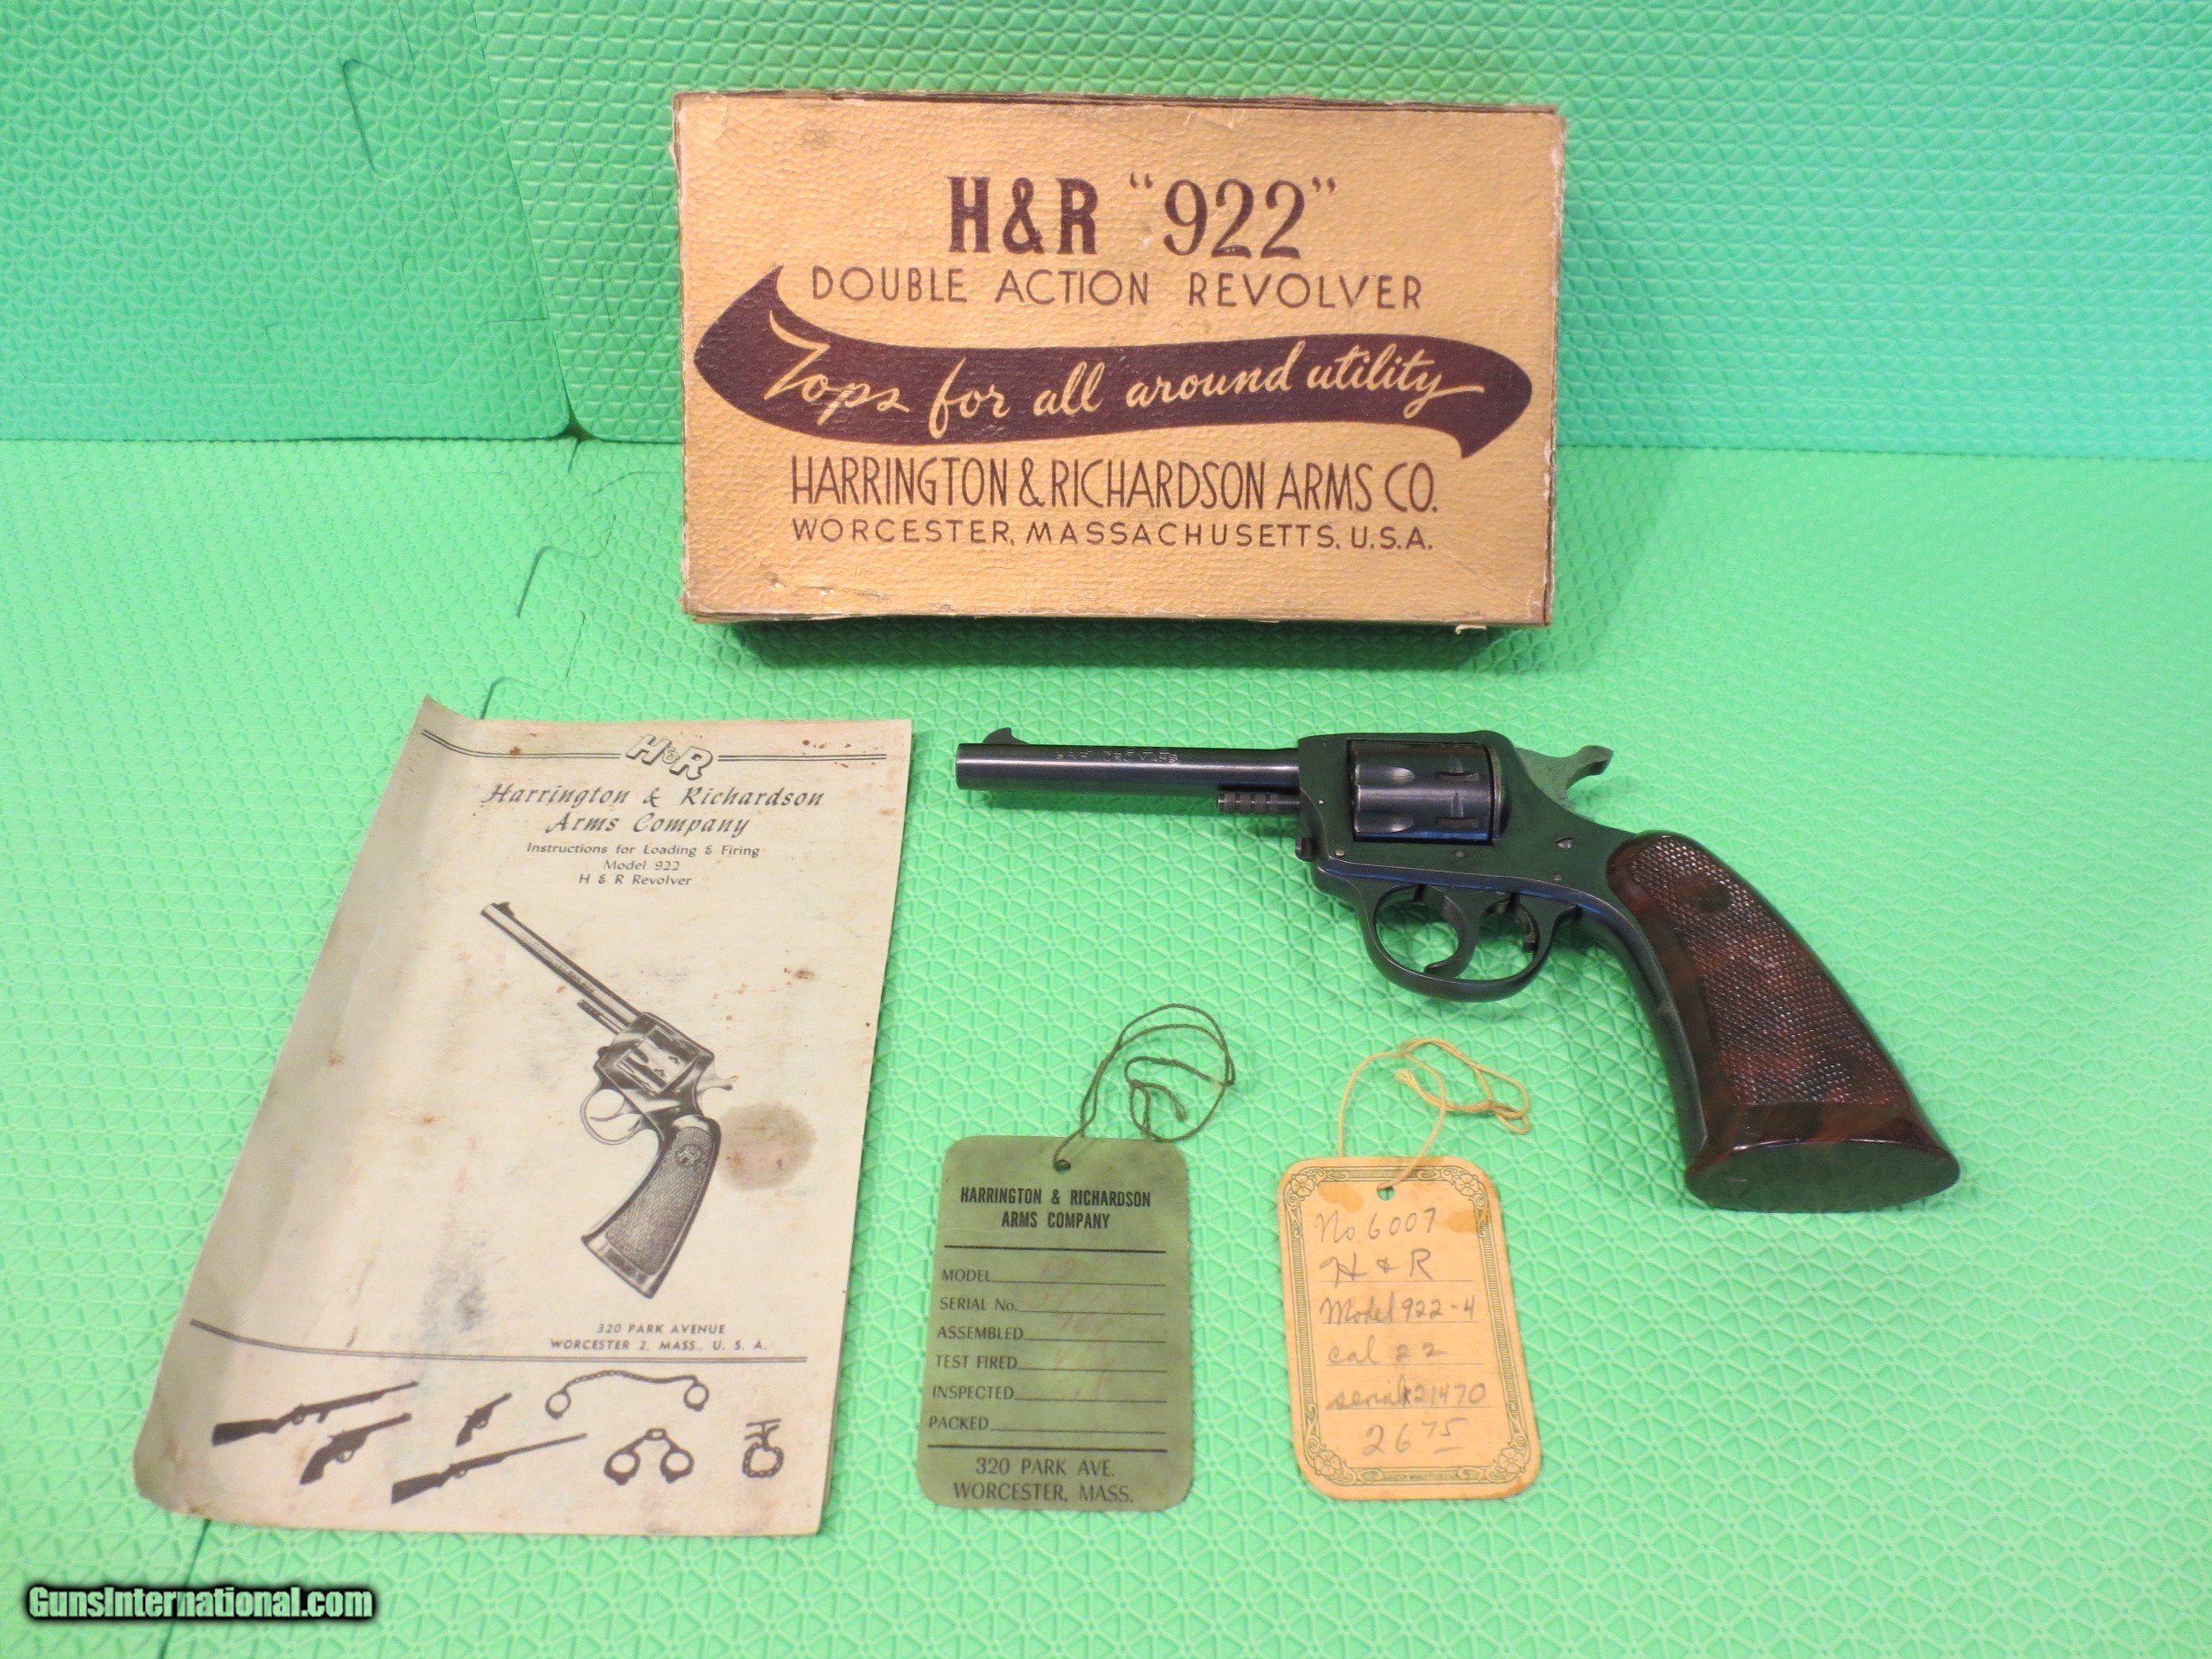 H&R "922"
DOUBLE ACTION REVOLVER
Tops for all around utility
HARRINGTON & RICHARDSON ARMS CO.
WORCESTER, MASSACHUSETTS, U.S.A.
H&R
Harrington & Richardson
Arms Company
Instructions for Loading & Firing
Model 922
H & R Revolver
320 PARK AVENUE
WORCESTER 2, MASS., U. S. A.
HARRINGTON & RICHARDSON
ARMS COMPANY
MODEL
SERIAL No.
ASSEMBLED
TEST FIRED
INSPECTED
PACKED
320 PARK AVE.
WORCESTER, MASS.
No. 6007
H & R
Model 922-4
cal 22
serial 21470
26 75
GunsInternational.com